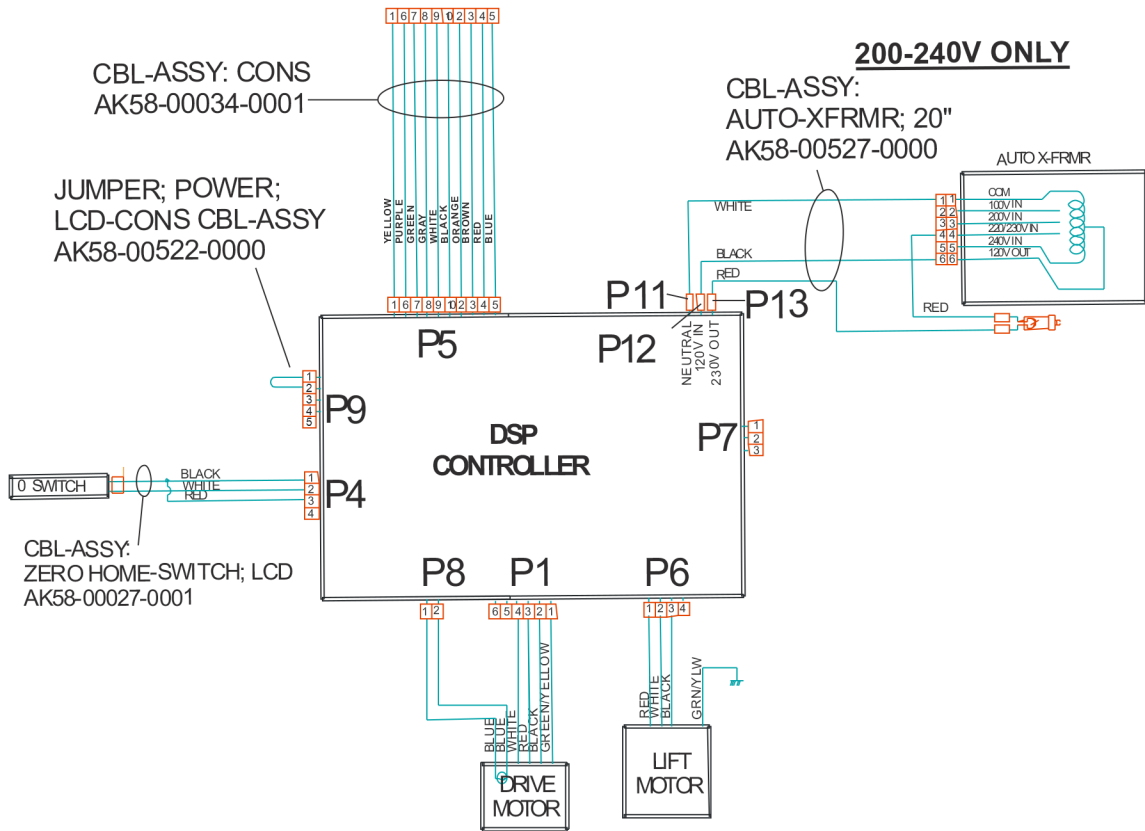 1 6 7 8 9 10 2 3 4 5
200-240V ONLY
CBL-ASSY: CONS
AK58-00034-0001
CBL-ASSY:
AUTO-XFRMR; 20"
AK58-00527-0000
AUTO X-FRMR
JUMPER; POWER;
LCD-CONS CBL-ASSY
AK58-00522-0000
YELLOW
PURPLE
GREEN
GRAY
WHITE
BLACK
ORANGE
BROWN
RED
BLUE
WHITE
BLACK
RED
1 1 COM
2 2 100V IN
3 3 200V IN
4 4 220/230V IN
5 5 240V IN
6 6 120V OUT
RED
1 6 7 8 9 10 2 3 4 5
P5
P11
P12
P13
NEUTRAL
120V IN
230V OUT
1
2
3
4
5
P9
DSP
CONTROLLER
P7
1
2
3
0 SWITCH
BLACK
WHITE
RED
1
2
3
4
P4
CBL-ASSY:
ZERO HOME-SWITCH; LCD
AK58-00027-0001
P8
P1
P6
1 2
6 5 4 3 2 1
1 2 3 4
BLUE
BLUE
WHITE
RED
BLACK
GREEN/YELLOW
RED
WHITE
BLACK
GRN/YLW
DRIVE
MOTOR
LIFT
MOTOR